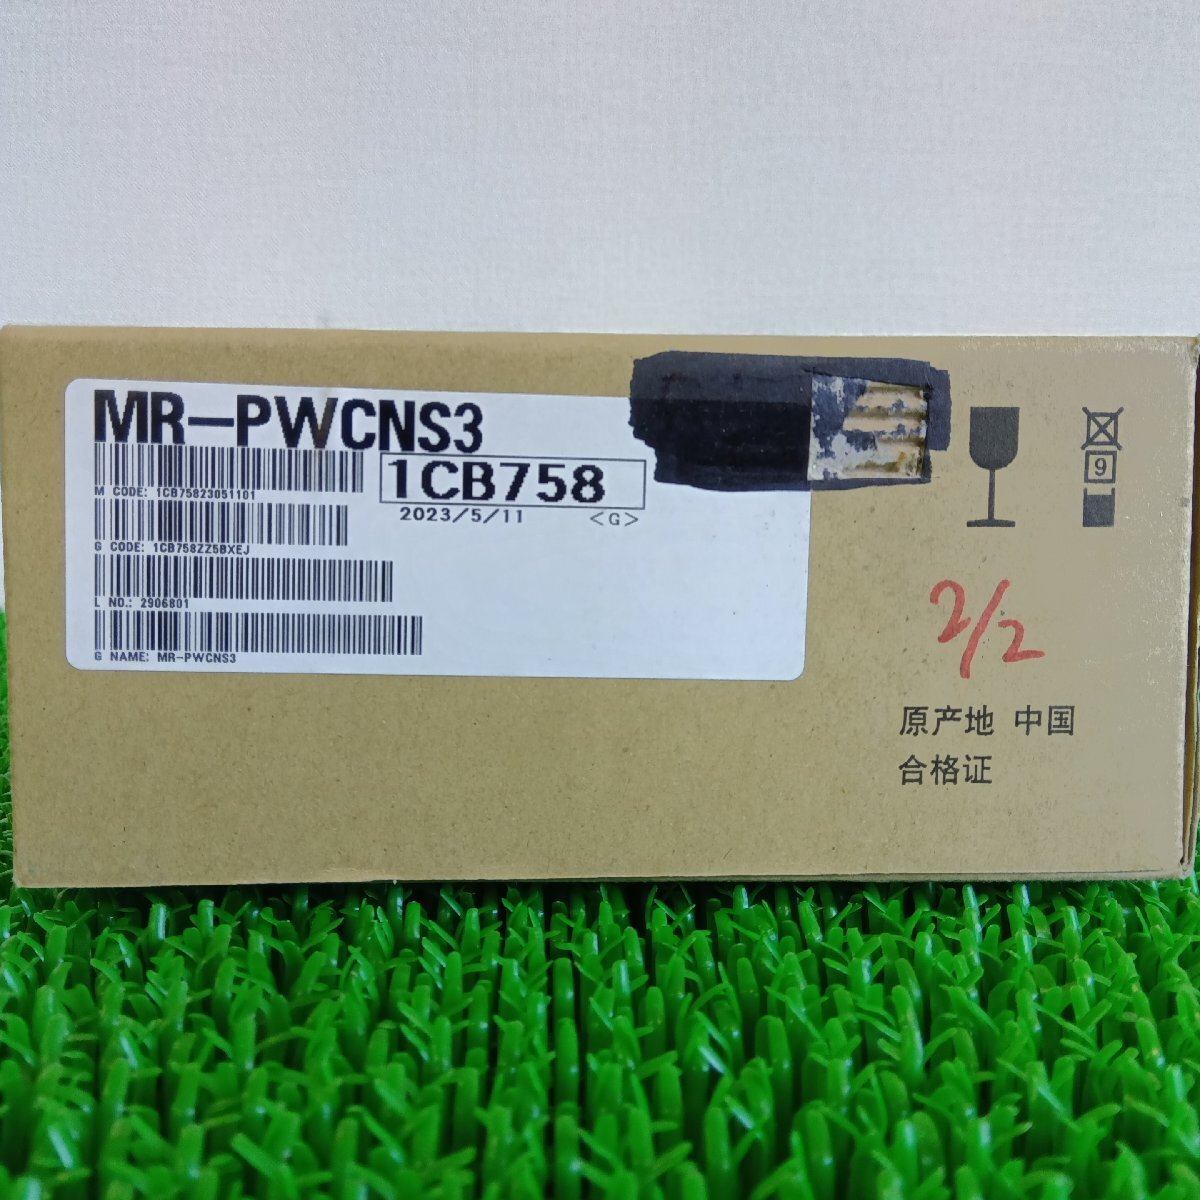 MR-PWCNS3
1CB758
M CODE: 1CB75823051101
2023/5/11 <G>
G CODE: 1CB758ZZ5BXEJ
L NO.: 2906801
G NAME: MR-PWCNS3
9
2/2
原产地 中国
合格证